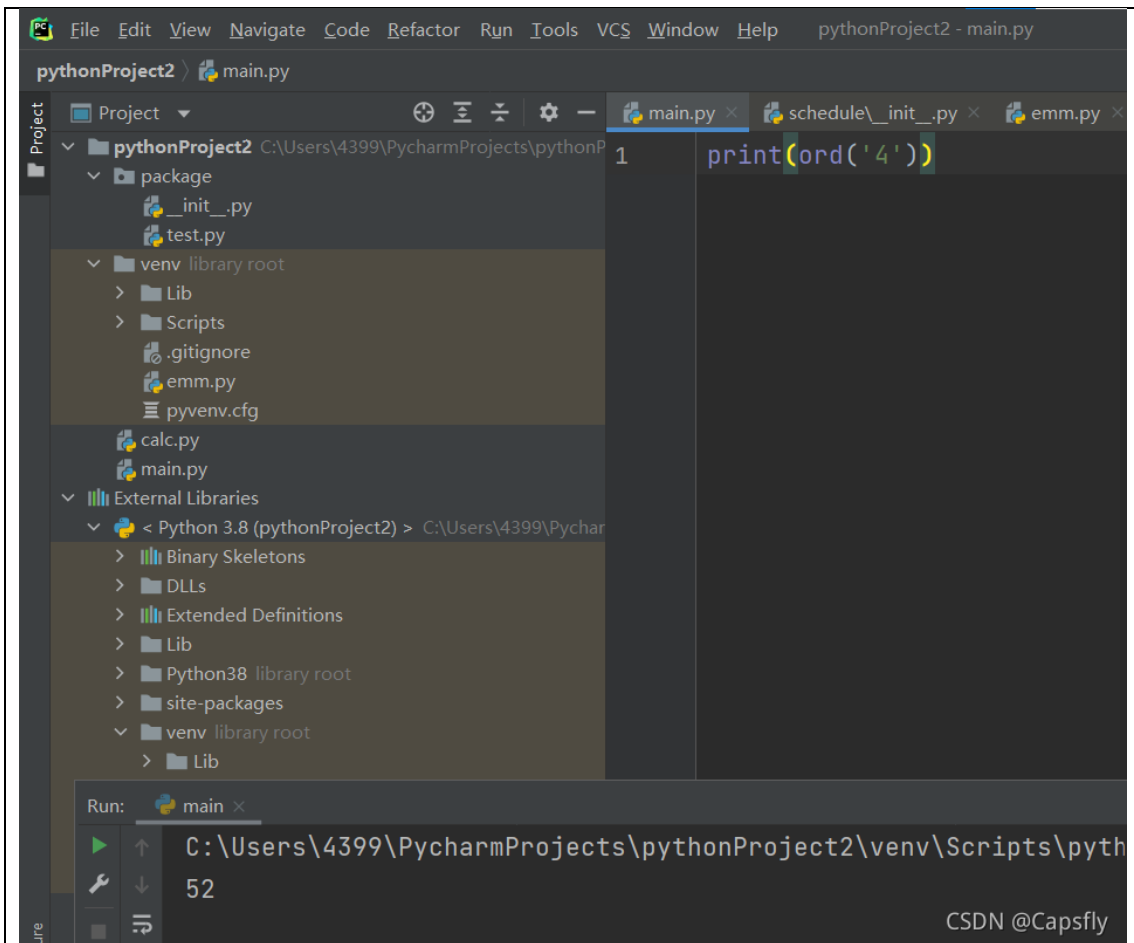 File Edit View Navigate Code Refactor Run Tools VCS Window Help pythonProject2 - main.py
pythonProject2 main.py
Project
Project
main.py schedule\__init__.py emm.py
pythonProject2 C:\Users\4399\PycharmProjects\pythonP
package
__init__.py
test.py
venv library root
Lib
Scripts
.gitignore
emm.py
pyvenv.cfg
calc.py
main.py
External Libraries
< Python 3.8 (pythonProject2) > C:\Users\4399\Pychar
Binary Skeletons
DLLs
Extended Definitions
Lib
Python38 library root
site-packages
venv library root
Lib
1 print(ord('4'))
Run: main
C:\Users\4399\PycharmProjects\pythonProject2\venv\Scripts\pyth
52
ure
CSDN @Capsfly